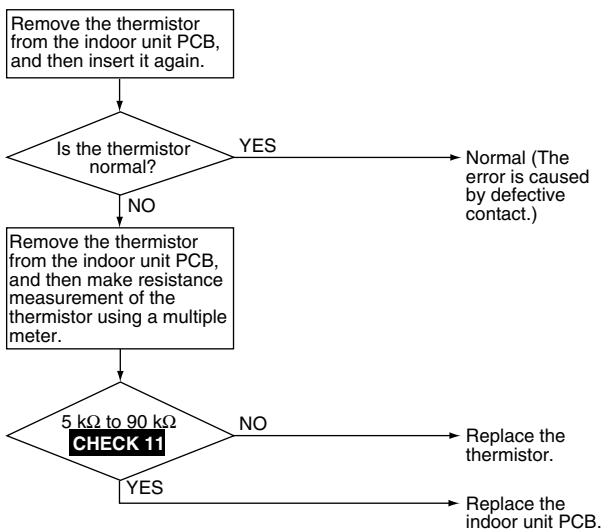 Remove the thermistor
from the indoor unit PCB,
and then insert it again.
Is the thermistor
normal?
YES
Normal (The
error is caused
by defective
contact.)
NO
Remove the thermistor
from the indoor unit PCB,
and then make resistance
measurement of the
thermistor using a multiple
meter.
5 kΩ to 90 kΩ
CHECK 11
NO
Replace the
thermistor.
YES
Replace the
indoor unit PCB.